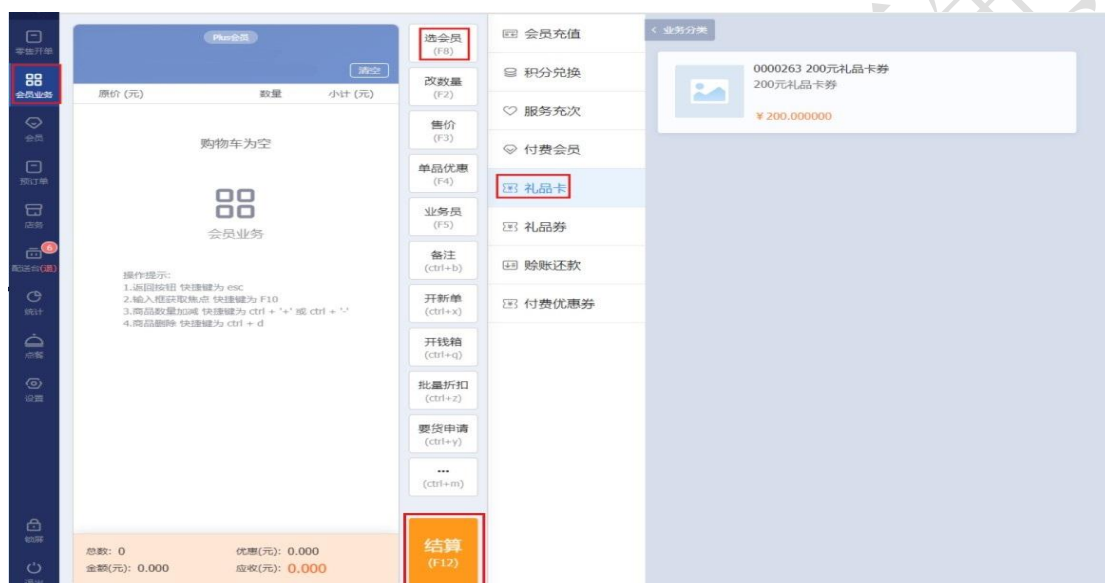 零售开单
会员业务
会员
预订单
店务
6
配送台(退)
统计
点餐
设置
锁屏
退出
Plus会员
清空
原价 (元) 数量 小计 (元)
购物车为空
会员业务
操作提示:
1.返回按钮 快捷键为 esc
2.输入框获取焦点 快捷键为 F10
3.商品数量加减 快捷键为 ctrl + '+' 或 ctrl + '-'
4.商品删除 快捷键为 ctrl + d
总数: 0 优惠(元): 0.000
金额(元): 0.000 应收(元): 0.000
选会员
(F8)
改数量
(F2)
售价
(F3)
单品优惠
(F4)
业务员
(F5)
备注
(ctrl+b)
开新单
(ctrl+x)
开钱箱
(ctrl+q)
批量折扣
(ctrl+z)
要货申请
(ctrl+y)
...
(ctrl+m)
结算
(F12)
会员充值
积分兑换
服务充次
付费会员
礼品卡
礼品券
赊账还款
付费优惠券
< 业务分类
0000263 200元礼品卡券
200元礼品卡券
¥ 200.000000